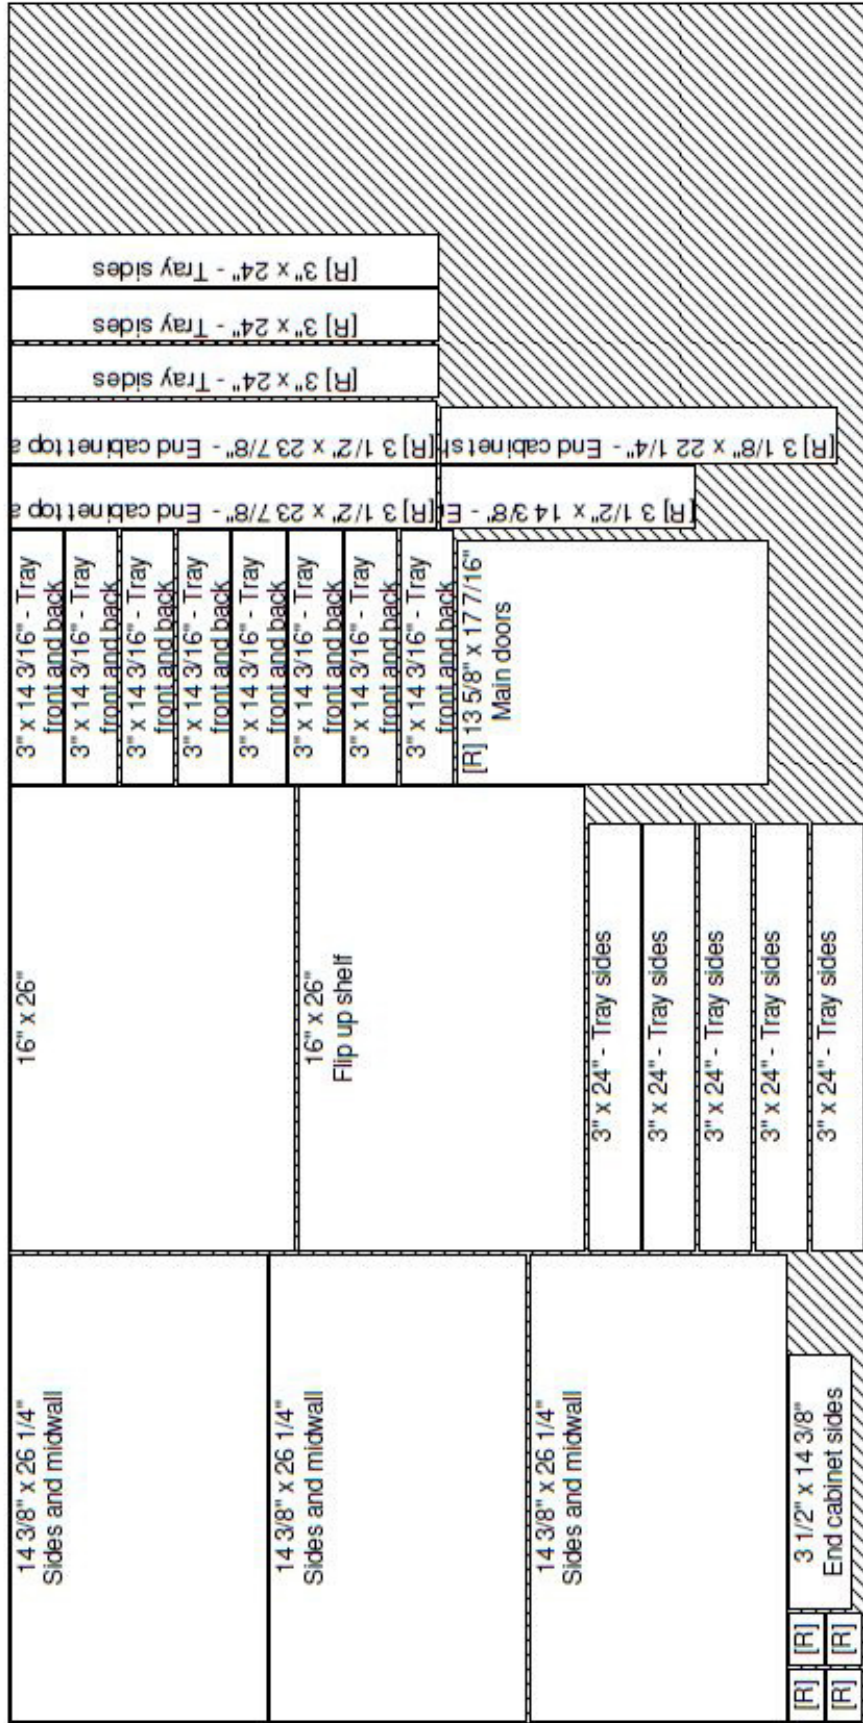 [R] 3" x 24" - Tray sides
[R] 3" x 24" - Tray sides
[R] 3" x 24" - Tray sides
[R] 3 1/2" x 23 7/8" - End cabinet top a
[R] 3 1/8" x 22 1/4" - End cabinet sh
[R] 3 1/2" x 23 7/8" - End cabinet top a
[R] 3 1/2" x 14 3/8" - E
3" x 14 3/16" - Tray
front and back
3" x 14 3/16" - Tray
front and back
3" x 14 3/16" - Tray
front and back
3" x 14 3/16" - Tray
front and back
3" x 14 3/16" - Tray
front and back
3" x 14 3/16" - Tray
front and back
3" x 14 3/16" - Tray
front and back
3" x 14 3/16" - Tray
front and back
[R] 13 5/8" x 17 7/16"
Main doors
16" x 26"
16" x 26"
Flip up shelf
3" x 24" - Tray sides
3" x 24" - Tray sides
3" x 24" - Tray sides
3" x 24" - Tray sides
3" x 24" - Tray sides
14 3/8" x 26 1/4"
Sides and midwall
14 3/8" x 26 1/4"
Sides and midwall
14 3/8" x 26 1/4"
Sides and midwall
3 1/2" x 14 3/8"
End cabinet sides
[R]
[R]
[R]
[R]